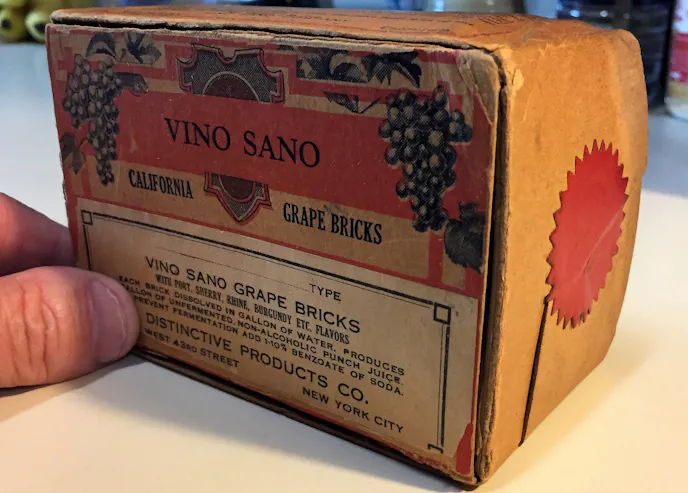 VINO SANO
CALIFORNIA
GRAPE BRICKS
TYPE
VINO SANO GRAPE BRICKS
WITH PORT, SHERRY, RHINE, BURGUNDY ETC. FLAVORS
EACH BRICK DISSOLVED IN GALLON OF WATER, PRODUCES
GALLON OF UNFERMENTED, NON-ALCOHOLIC PUNCH JUICE.
PREVENT FERMENTATION ADD 1-10% BENZOATE OF SODA.
DISTINCTIVE PRODUCTS CO.
WEST 43RD STREET
NEW YORK CITY